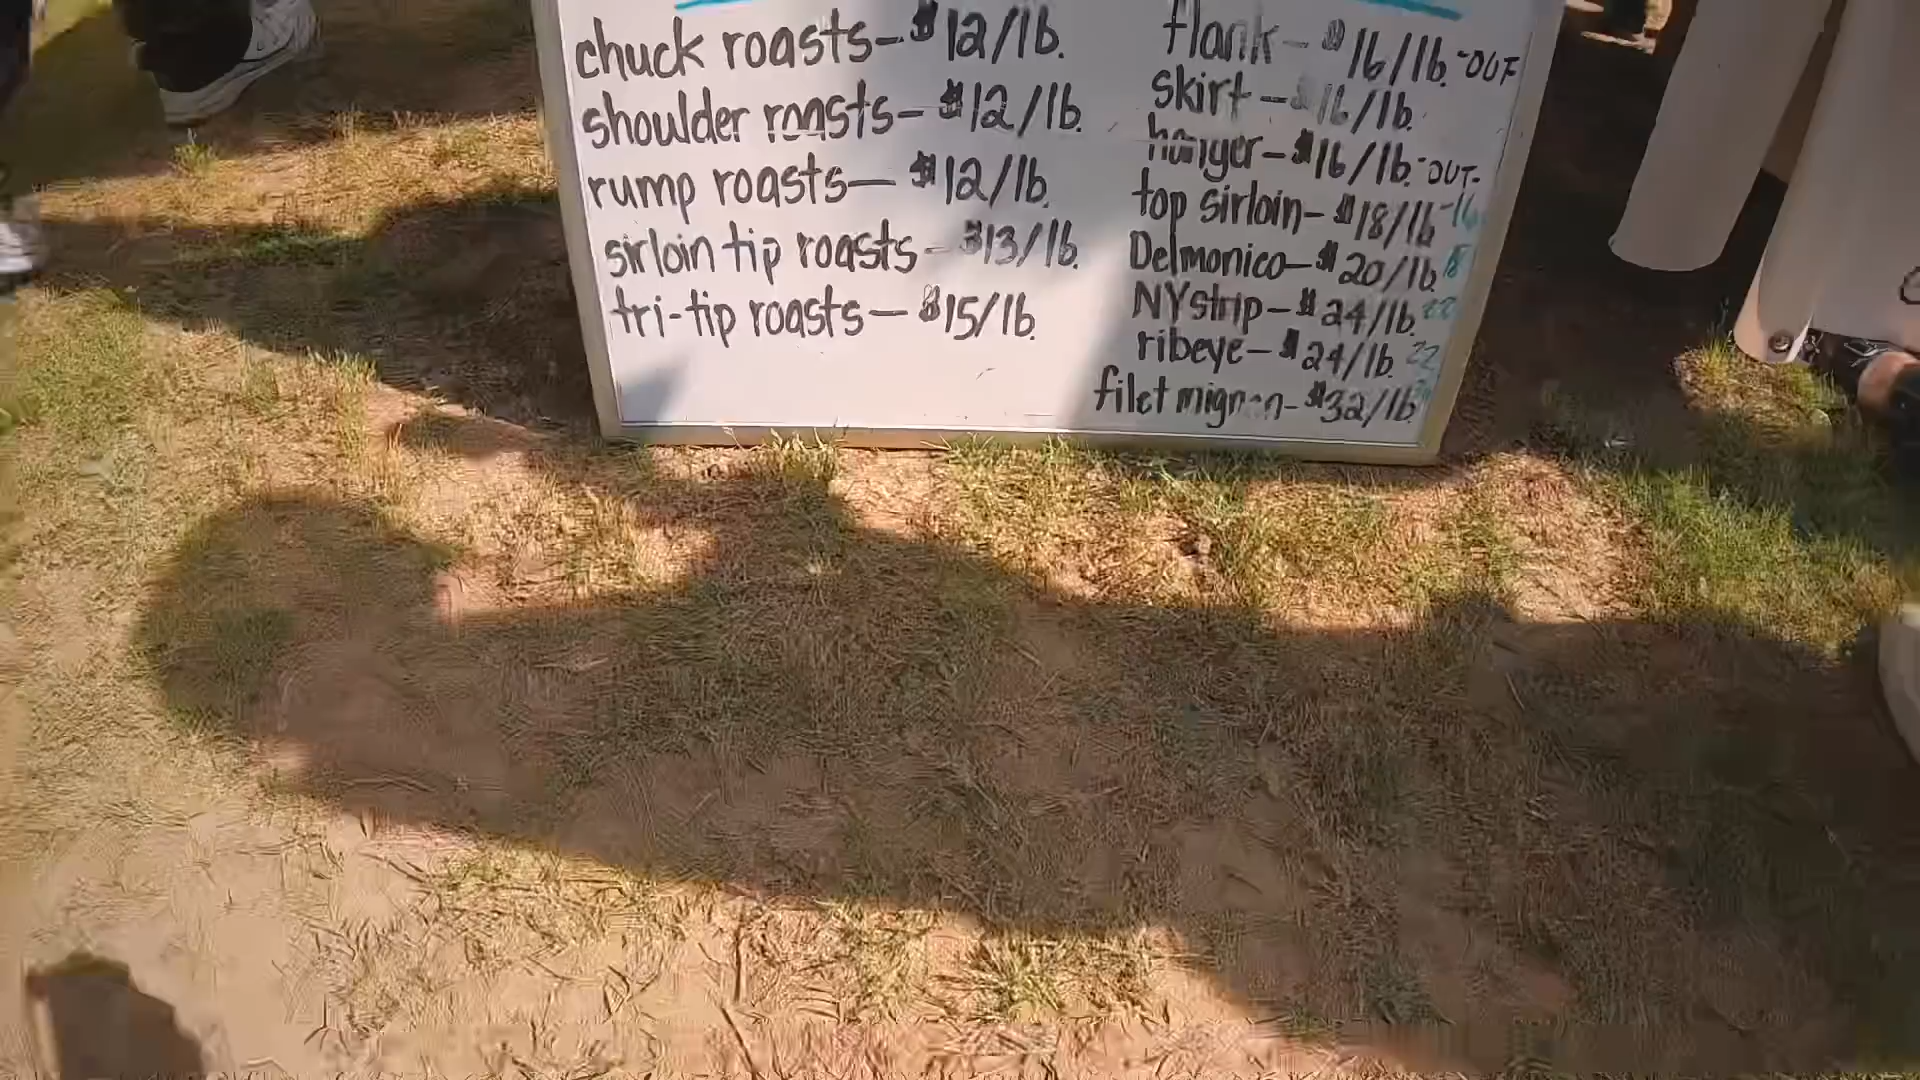 chuck roasts-$12/lb.
shoulder roasts-$12/lb.
rump roasts-$12/lb.
sirloin tip roasts-$13/lb.
tri-tip roasts-$15/lb.
flank-$16/lb.-OUT
skirt-$16/lb.
hanger-$16/lb.-OUT-
top sirloin-$18/lb-16
Delmonico-$20/lb 18
NY strip-$24/lb. 22
ribeye-$24/lb. 22
filet mignon-$32/lb